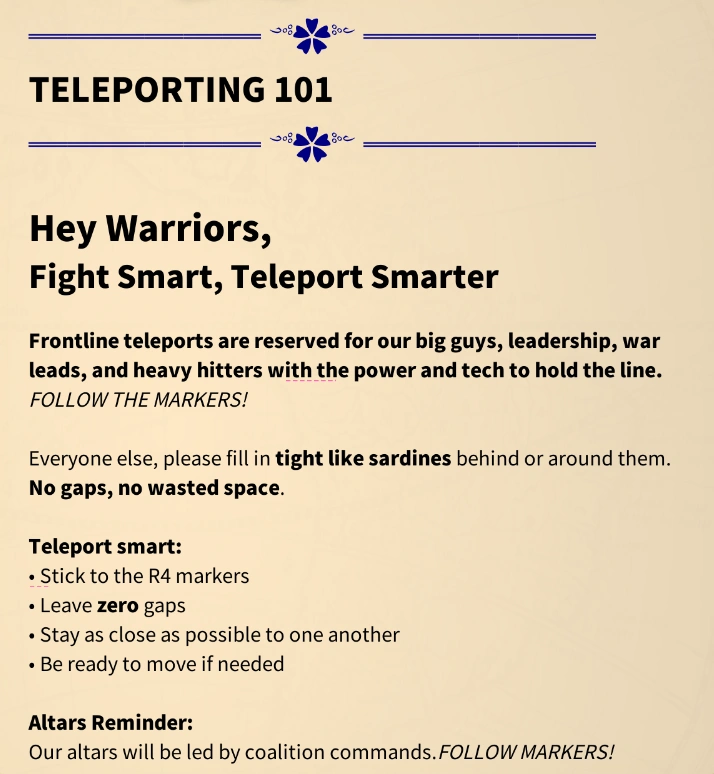 TELEPORTING 101
Hey Warriors,
Fight Smart, Teleport Smarter
Frontline teleports are reserved for our big guys, leadership, war
leads, and heavy hitters with the power and tech to hold the line.
FOLLOW THE MARKERS!
Everyone else, please fill in tight like sardines behind or around them.
No gaps, no wasted space.
Teleport smart:
• Stick to the R4 markers
• Leave zero gaps
• Stay as close as possible to one another
• Be ready to move if needed
Altars Reminder:
Our altars will be led by coalition commands.FOLLOW MARKERS!